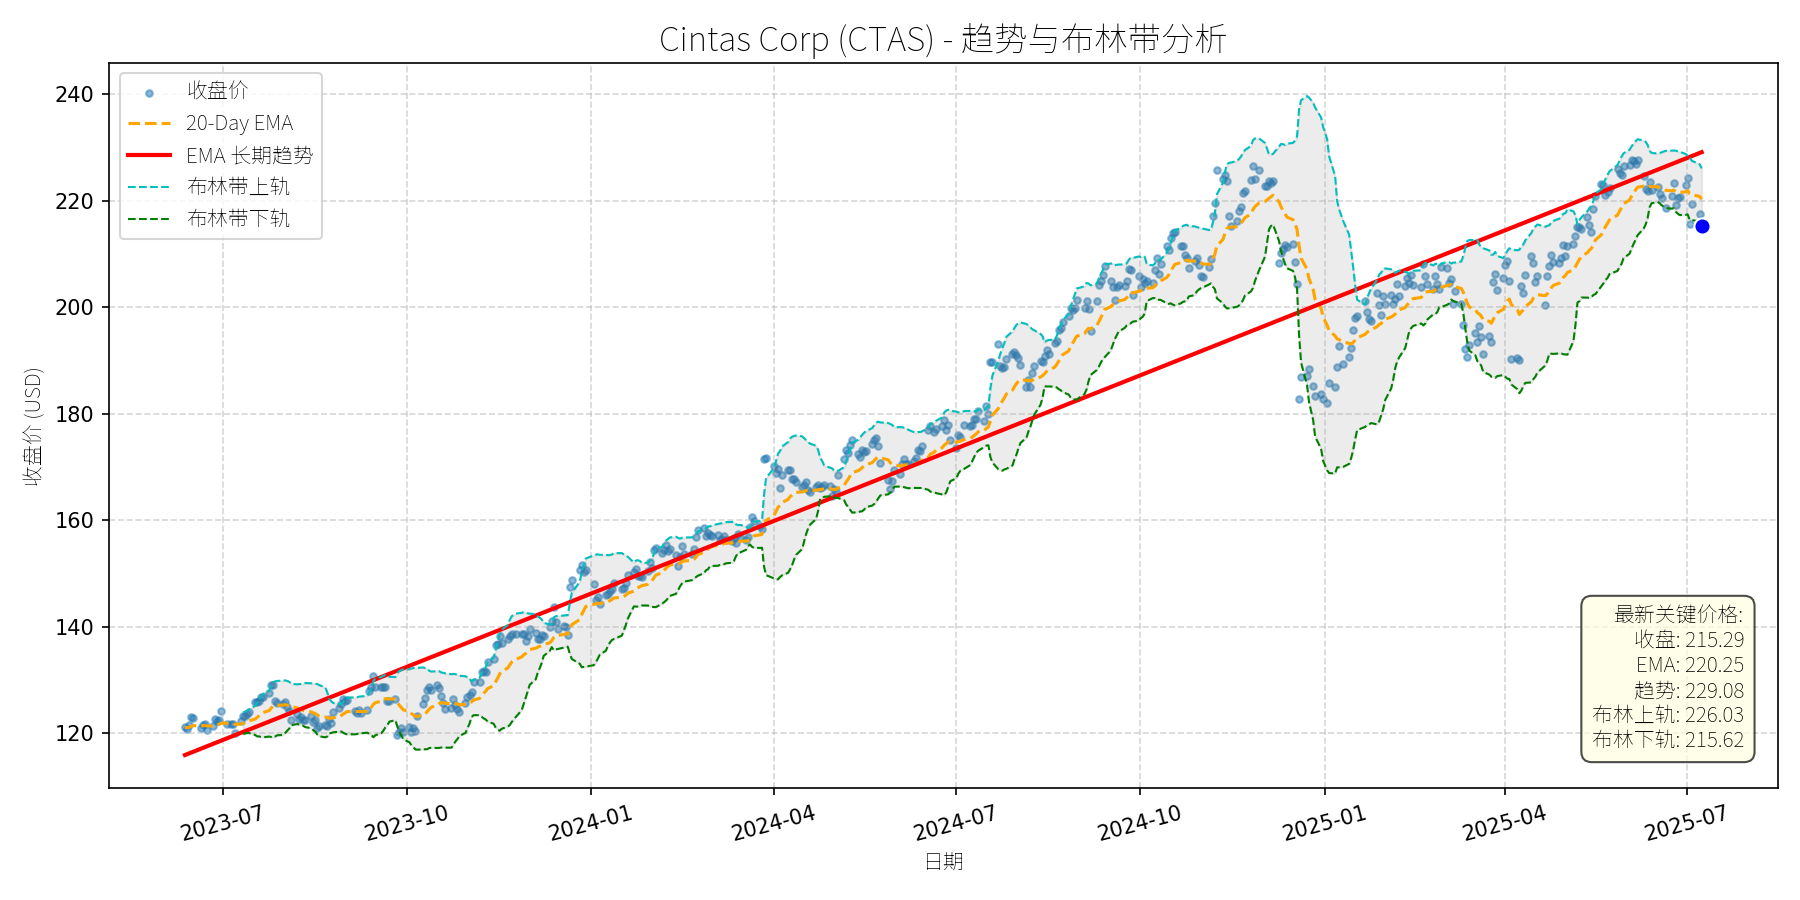 Cintas Corp (CTAS) - 趋势与布林带分析
收盘价
20-Day EMA
EMA 长期趋势
布林带上轨
布林带下轨
收盘价 (USD)
240
220
200
180
160
140
120
最新关键价格:
收盘: 215.29
EMA: 220.25
趋势: 229.08
布林上轨: 226.03
布林下轨: 215.62
2023-07
2023-10
2024-01
2024-04
2024-07
2024-10
2025-01
2025-04
2025-07
日期